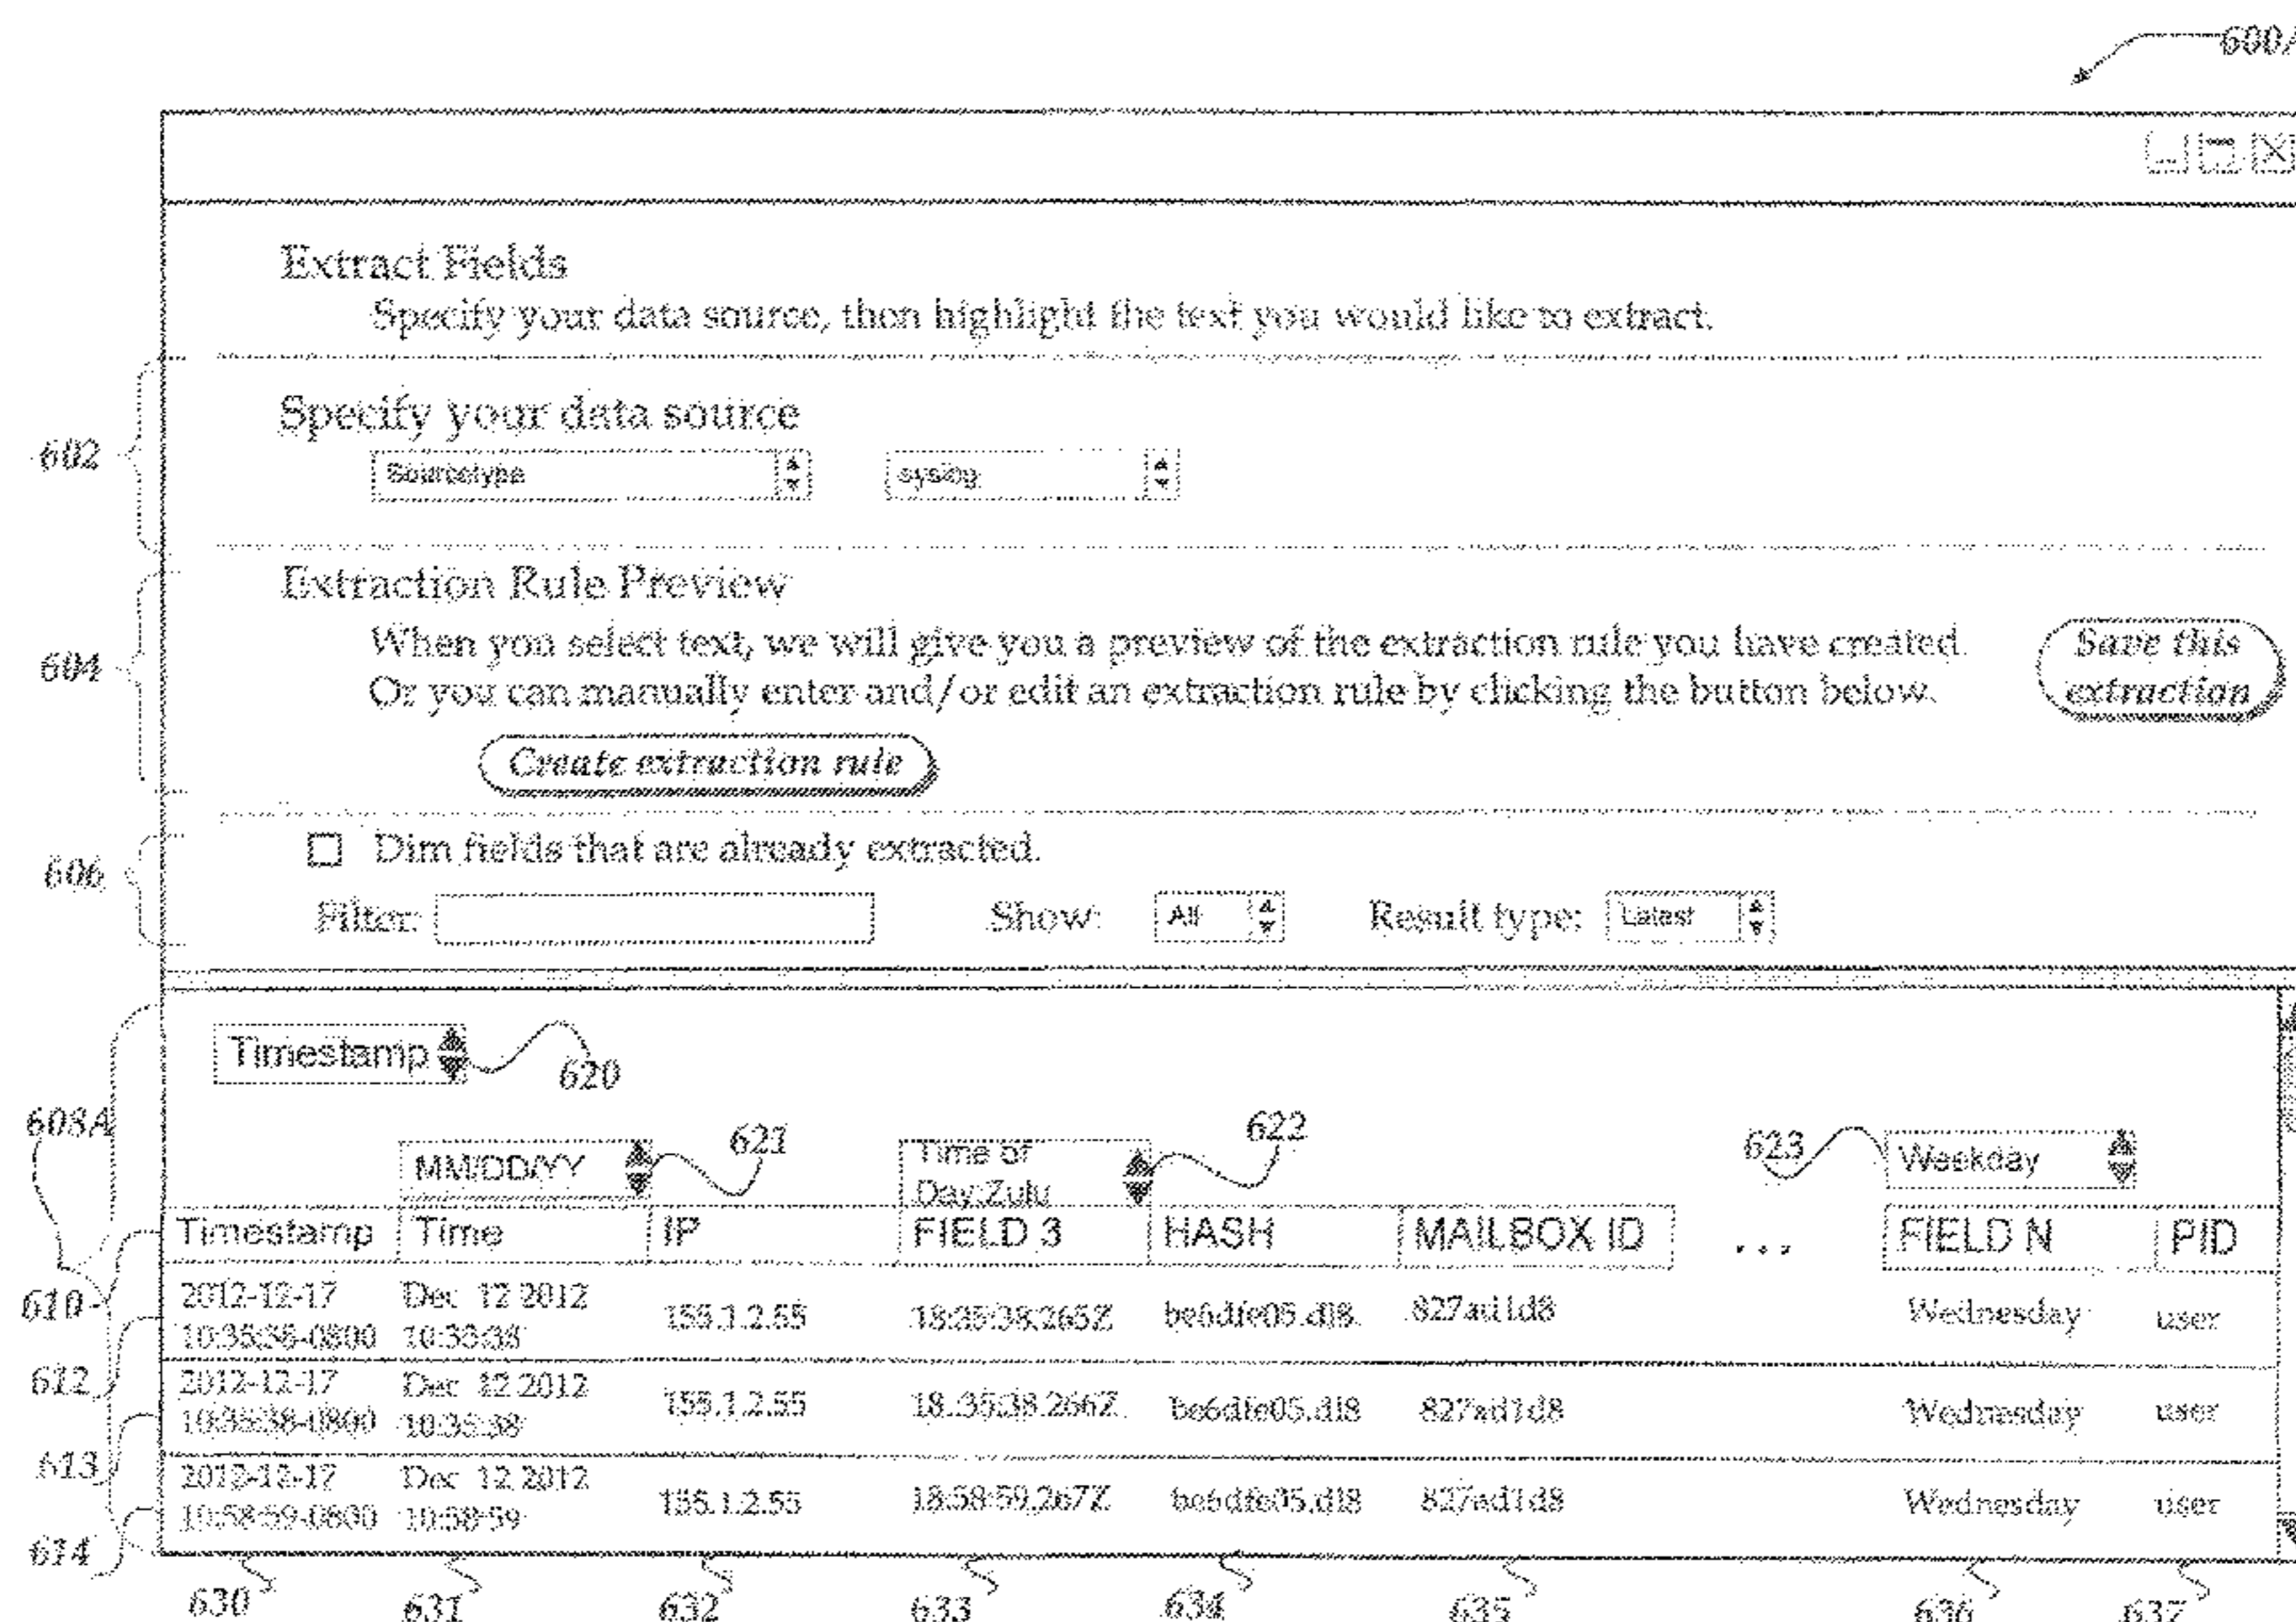 600A
Extract Fields
Specify your data source, then highlight the text you would like to extract.
602
Specify your data source
Sourcetype
syslog
604
Extraction Rule Preview
When you select text, we will give you a preview of the extraction rule you have created.
Or you can manually enter and/or edit an extraction rule by clicking the button below.
Save this
extraction
Create extraction rule
606
Dim fields that are already extracted.
Filter:
Show:
All
Result type:
Latest
608A
Timestamp
620
MM/DD/YY
621
Time of
Day:Zulu
622
623
Weekday
610
Timestamp
Time
IP
FIELD 3
HASH
MAILBOX ID
...
FIELD N
PID
612
2012-12-17
10:35:38-0800
Dec 12 2012
10:35:38
155.1.2.55
18:35:38.265Z
be6dfe05.dl8
827ad1d8
Wednesday
user
613
2012-12-17
10:35:38-0800
Dec 12 2012
10:35:38
155.1.2.55
18:35:38.266Z
be6dfe05.dl8
827ad1d8
Wednesday
user
614
2012-12-17
10:58:59-0800
Dec 12 2012
10:58:59
155.1.2.55
18:58:59.267Z
be6dfe05.dl8
827ad1d8
Wednesday
user
630
631
632
633
634
635
636
637